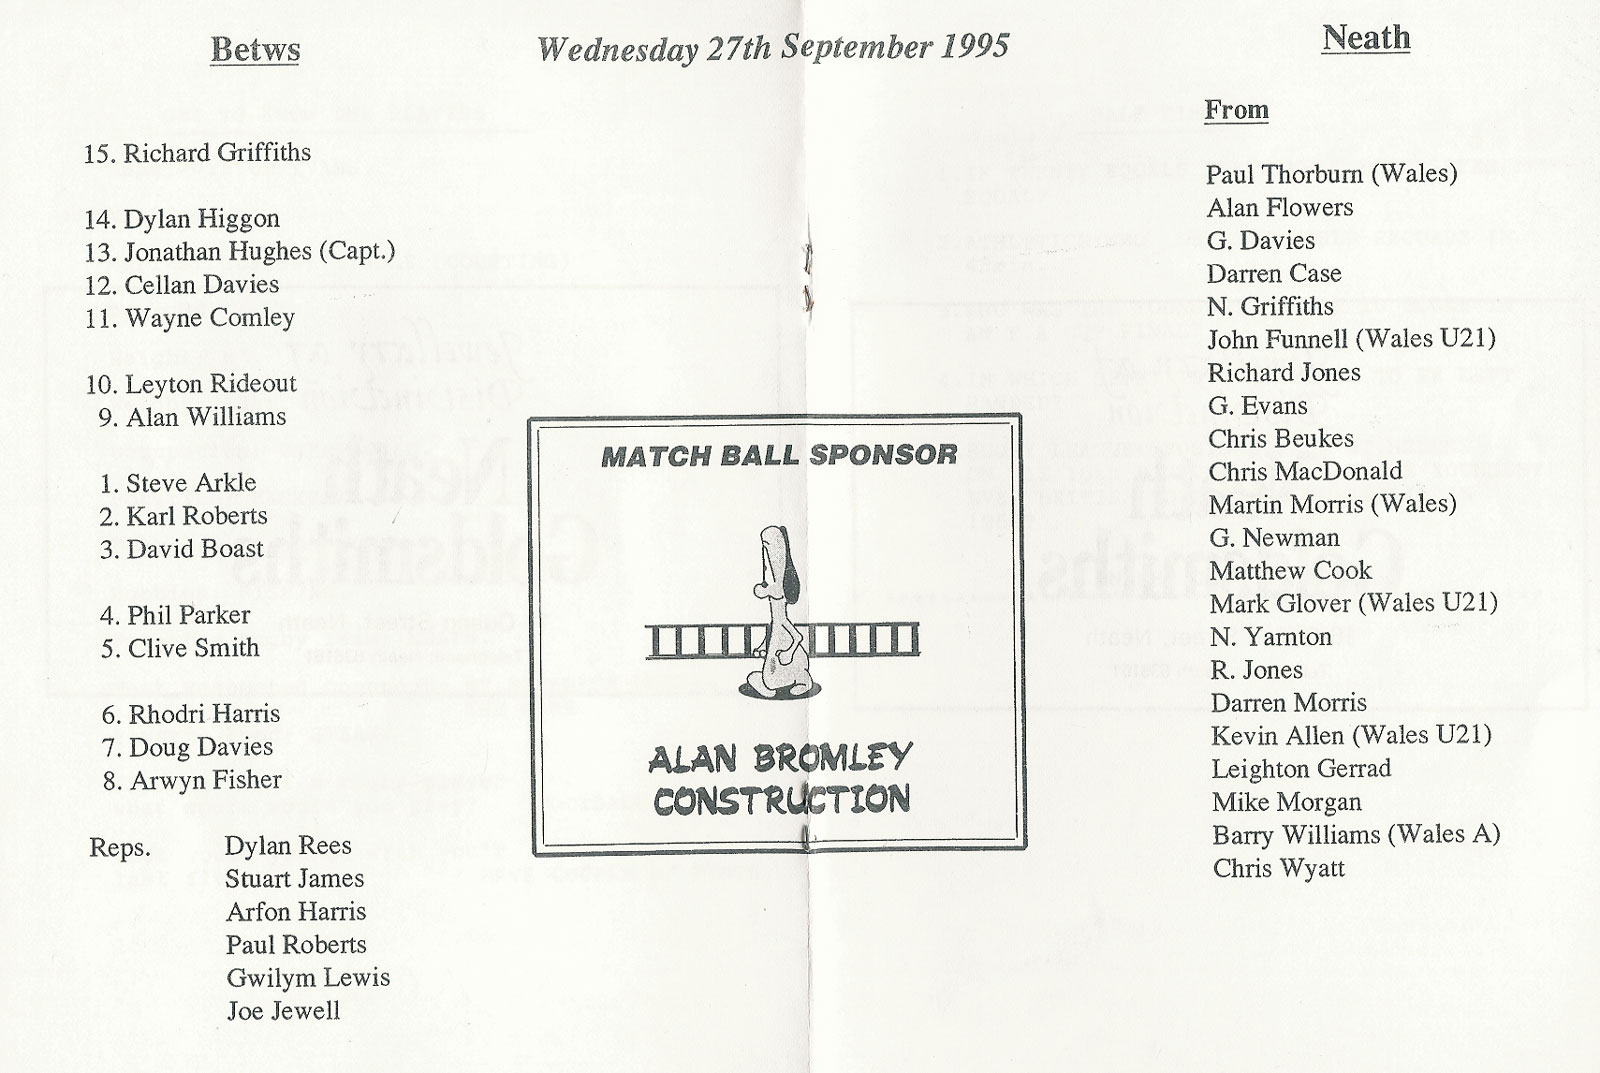 Betws
Wednesday 27th September 1995
Neath
15. Richard Griffiths
14. Dylan Higgon
13. Jonathan Hughes (Capt.)
12. Cellan Davies
11. Wayne Comley
10. Leyton Rideout
9. Alan Williams
1. Steve Arkle
2. Karl Roberts
3. David Boast
4. Phil Parker
5. Clive Smith
6. Rhodri Harris
7. Doug Davies
8. Arwyn Fisher
Reps. Dylan Rees
Stuart James
Arfon Harris
Paul Roberts
Gwilym Lewis
Joe Jewell
MATCH BALL SPONSOR
ALAN BROMLEY
CONSTRUCTION
From
Paul Thorburn (Wales)
Alan Flowers
G. Davies
Darren Case
N. Griffiths
John Funnell (Wales U21)
Richard Jones
G. Evans
Chris Beukes
Chris MacDonald
Martin Morris (Wales)
G. Newman
Matthew Cook
Mark Glover (Wales U21)
N. Yarnton
R. Jones
Darren Morris
Kevin Allen (Wales U21)
Leighton Gerrad
Mike Morgan
Barry Williams (Wales A)
Chris Wyatt